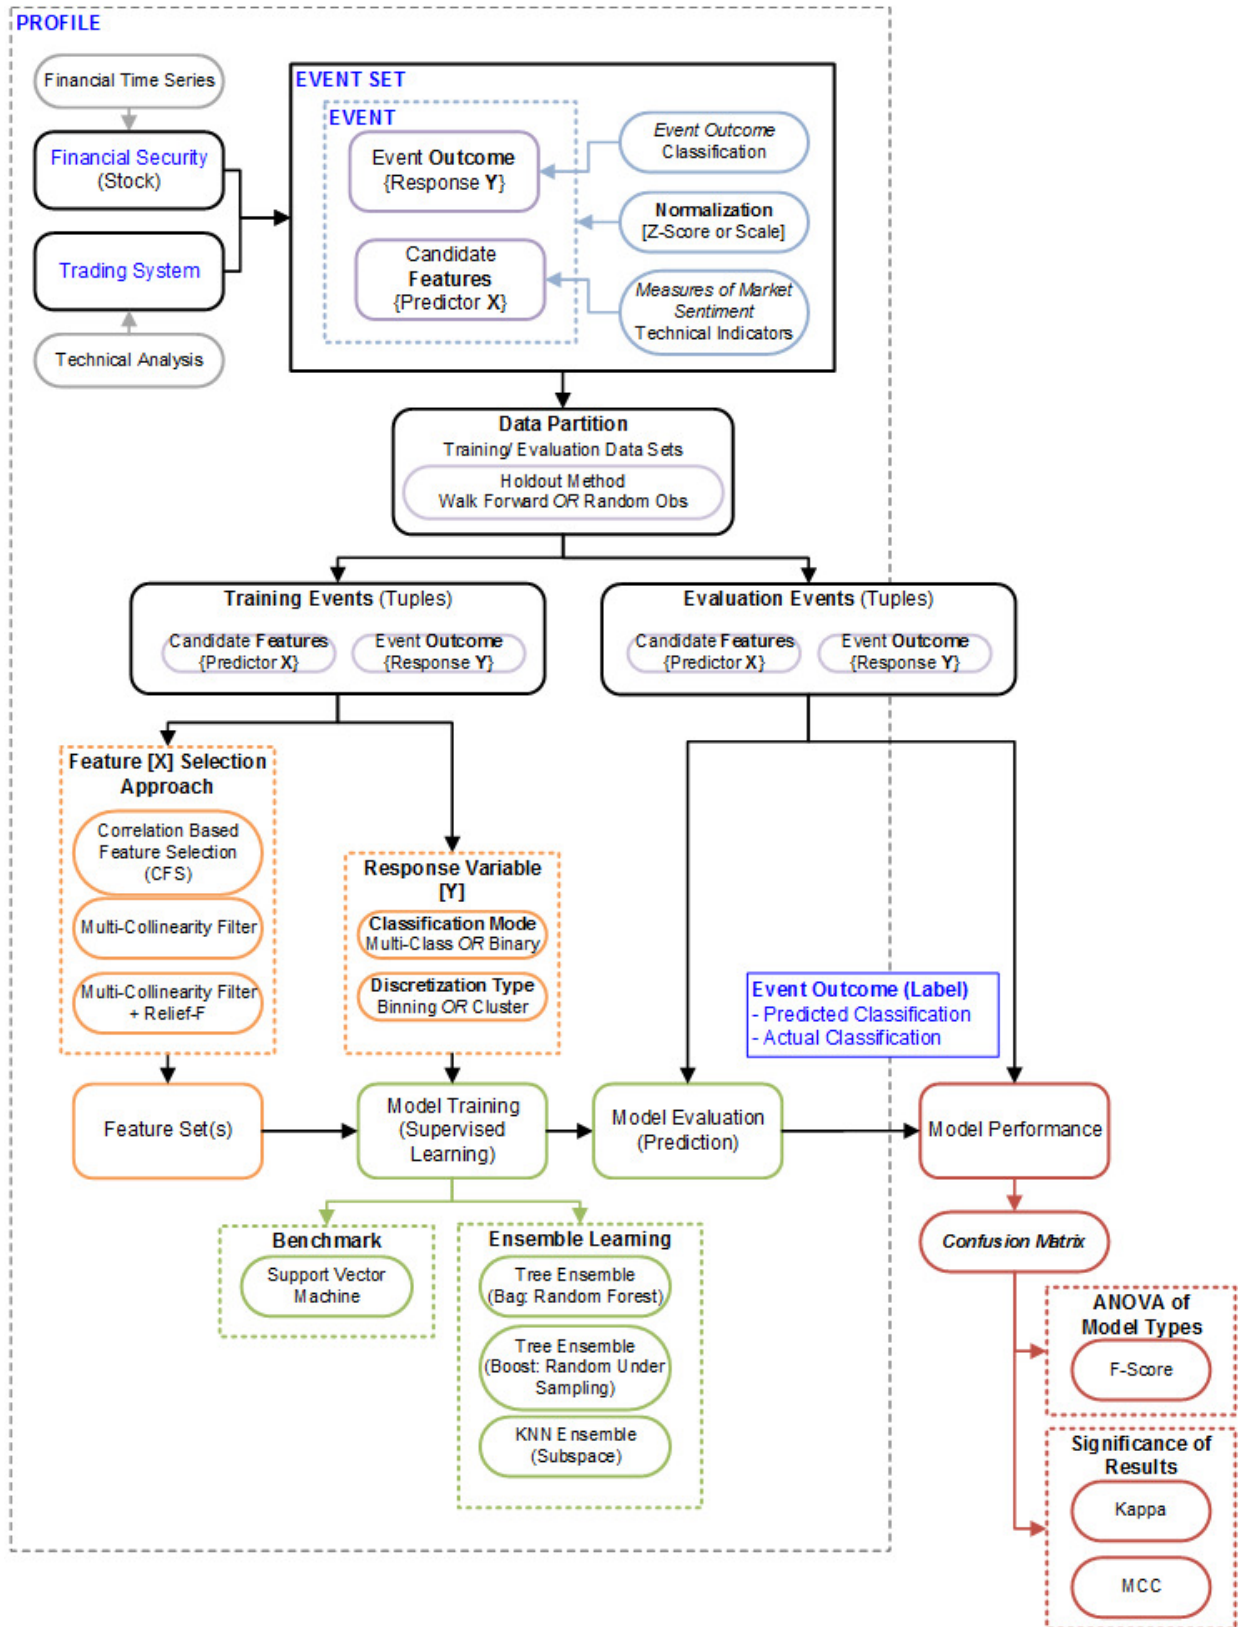 PROFILE
Financial Time Series
Financial Security
(Stock)
Trading System
Technical Analysis
EVENT SET
EVENT
Event Outcome
{Response Y}
Candidate
Features
{Predictor X}
Event Outcome
Classification
Normalization
[Z-Score or Scale]
Measures of Market
Sentiment
Technical Indicators
Data Partition
Training/ Evaluation Data Sets
Holdout Method
Walk Forward OR Random Obs
Training Events (Tuples)
Candidate Features
{Predictor X}
Event Outcome
{Response Y}
Evaluation Events (Tuples)
Candidate Features
{Predictor X}
Event Outcome
{Response Y}
Feature [X] Selection
Approach
Correlation Based
Feature Selection
(CFS)
Multi-Collinearity Filter
Multi-Collinearity Filter
+ Relief-F
Response Variable
[Y]
Classification Mode
Multi-Class OR Binary
Discretization Type
Binning OR Cluster
Event Outcome (Label)
- Predicted Classification
- Actual Classification
Feature Set(s)
Model Training
(Supervised
Learning)
Model Evaluation
(Prediction)
Model Performance
Benchmark
Support Vector
Machine
Ensemble Learning
Tree Ensemble
(Bag: Random Forest)
Tree Ensemble
(Boost: Random Under
Sampling)
KNN Ensemble
(Subspace)
Confusion Matrix
ANOVA of
Model Types
F-Score
Significance of
Results
Kappa
MCC